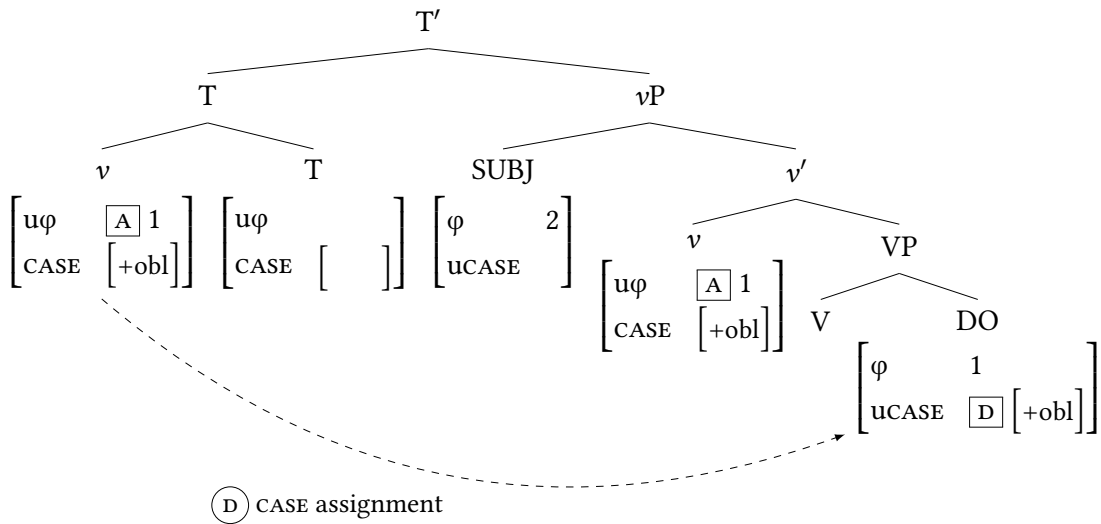 T′
T vP
v T SUBJ v′
[uφ A 1] [uφ] [φ 2] v VP
[CASE [+obl]] [CASE [ ]] [uCASE]
[uφ A 1] V DO
[CASE [+obl]]
[φ 1]
[uCASE D [+obl]]
D CASE assignment